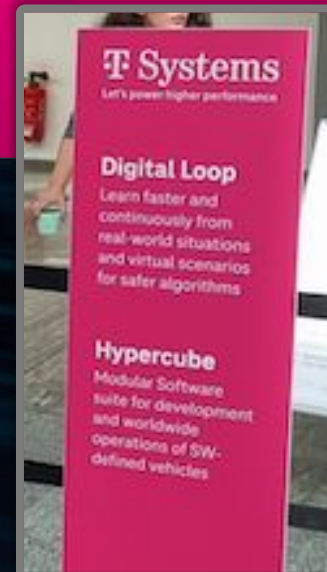 T Systems
Let's power higher performance
Digital Loop
Learn faster and
continuously from
real-world situations
and virtual scenarios
for safer algorithms
Hypercube
Modular Software
suite for development
and worldwide
operations of SW-
defined vehicles